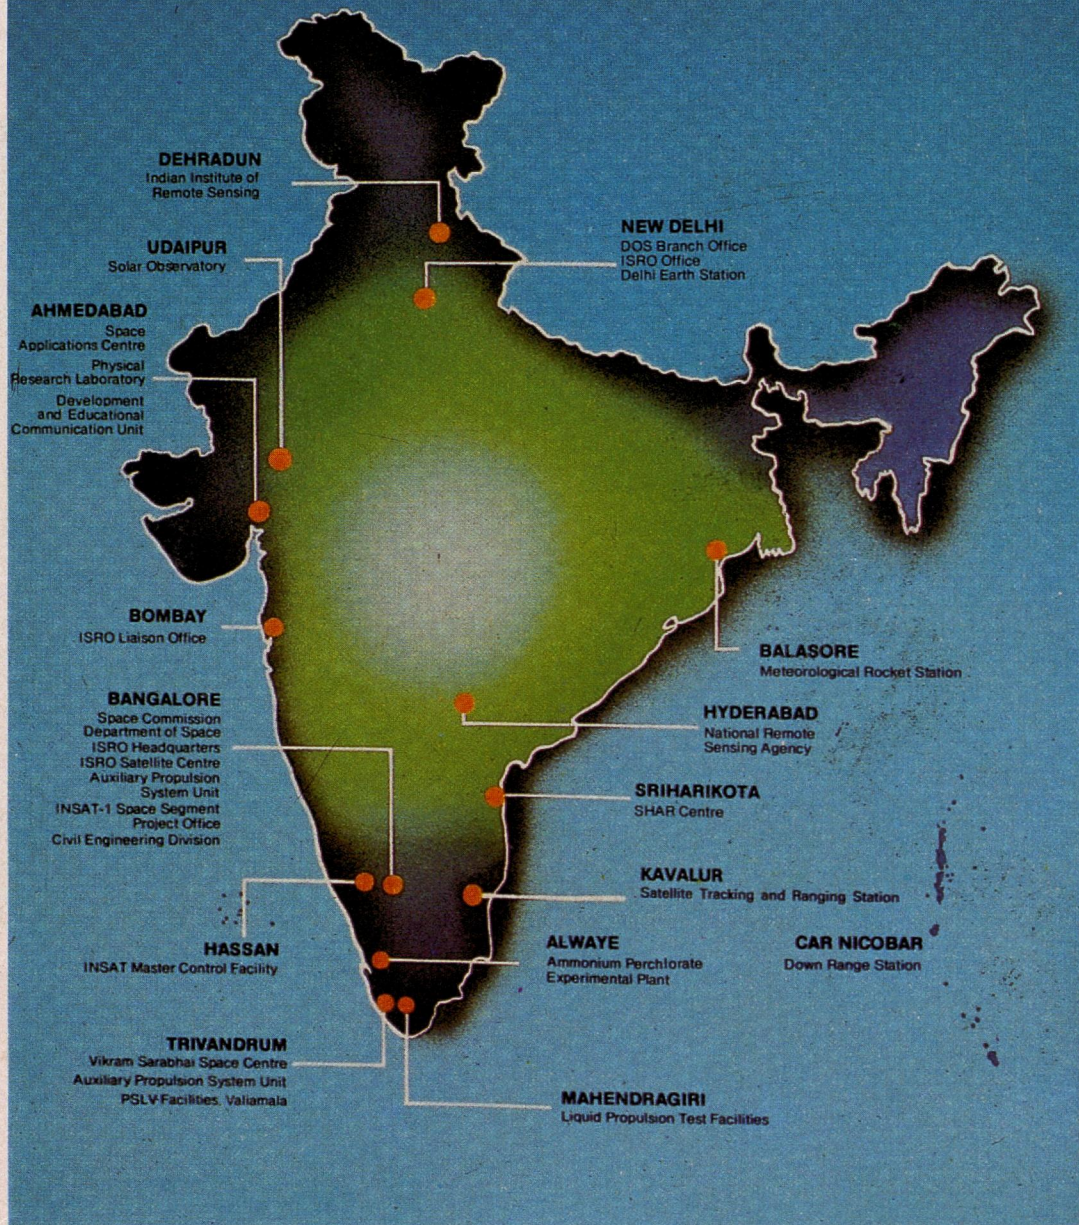 DEHRADUN
Indian Institute of
Remote Sensing
UDAIPUR
Solar Observatory
NEW DELHI
DOS Branch Office
ISRO Office
Delhi Earth Station
AHMEDABAD
Space
Applications Centre
Physical
Research Laboratory
Development
and Educational
Communication Unit
BOMBAY
ISRO Liaison Office
BALASORE
Meteorological Rocket Station
BANGALORE
Space Commission
Department of Space
ISRO Headquarters
ISRO Satellite Centre
Auxiliary Propulsion
System Unit
INSAT-1 Space Segment
Project Office
Civil Engineering Division
HYDERABAD
National Remote
Sensing Agency
SRIHARIKOTA
SHAR Centre
KAVALUR
Satellite Tracking and Ranging Station
HASSAN
INSAT Master Control Facility
ALWAYE
Ammonium Perchlorate
Experimental Plant
CAR NICOBAR
Down Range Station
TRIVANDRUM
Vikram Sarabhai Space Centre
Auxiliary Propulsion System Unit
PSLV Facilities, Valiamala
MAHENDRAGIRI
Liquid Propulsion Test Facilities